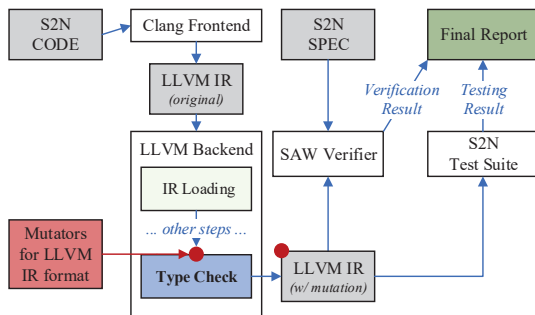 S2N
CODE
Clang Frontend
S2N
SPEC
Final Report
LLVM IR
(original)
Verification
Result
Testing
Result
LLVM Backend
IR Loading
SAW Verifier
S2N
Test Suite
... other steps ...
Mutators
for LLVM
IR format
Type Check
LLVM IR
(w/ mutation)